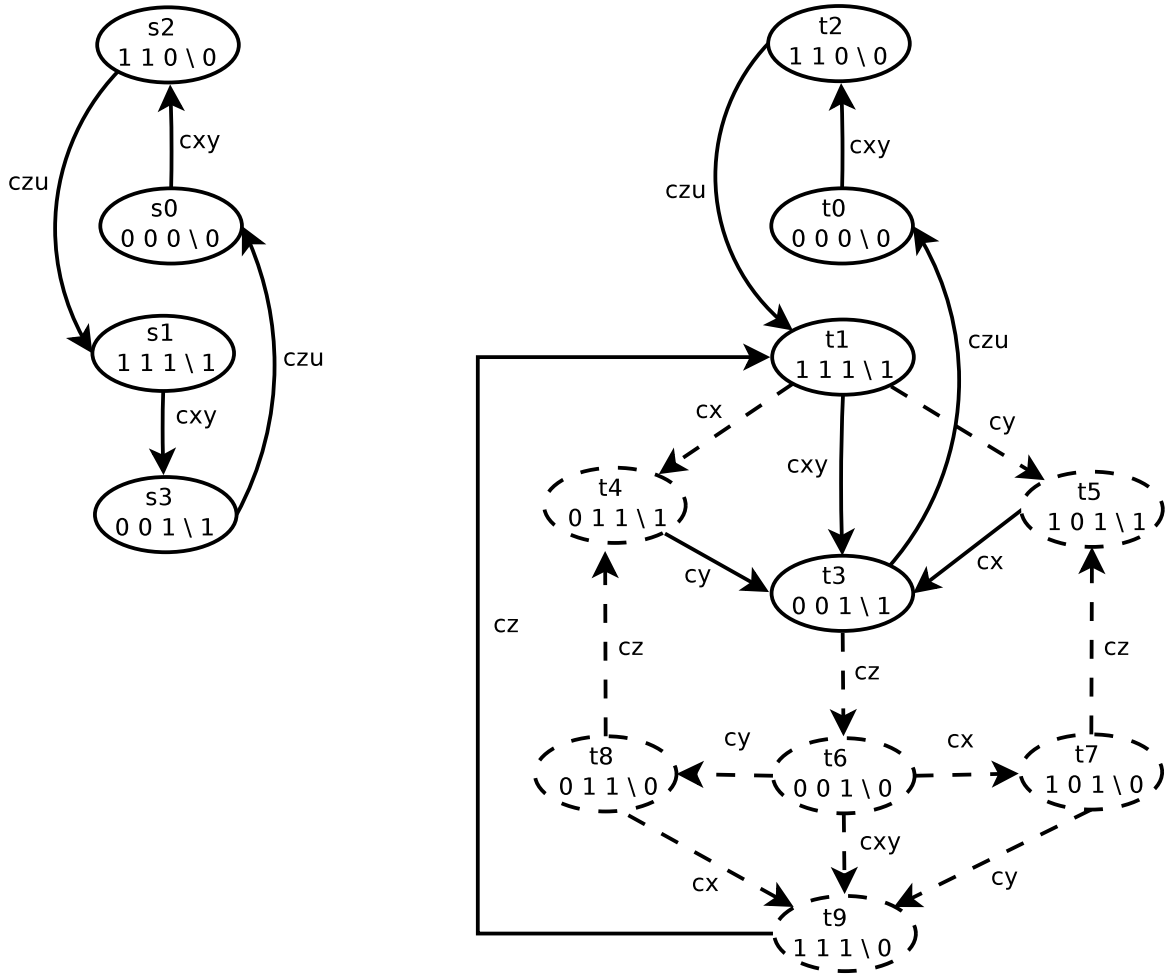 s2
1 1 0 \ 0
cxy
czu
s0
0 0 0 \ 0
s1
1 1 1 \ 1
czu
cxy
s3
0 0 1 \ 1
t2
1 1 0 \ 0
cxy
czu
t0
0 0 0 \ 0
t1
1 1 1 \ 1
czu
cx
cy
cxy
t4
0 1 1 \ 1
t5
1 0 1 \ 1
cy
cx
t3
0 0 1 \ 1
cz
cz
cz
cz
cy
cx
t8
0 1 1 \ 0
t6
0 0 1 \ 0
t7
1 0 1 \ 0
cxy
cx
cy
t9
1 1 1 \ 0